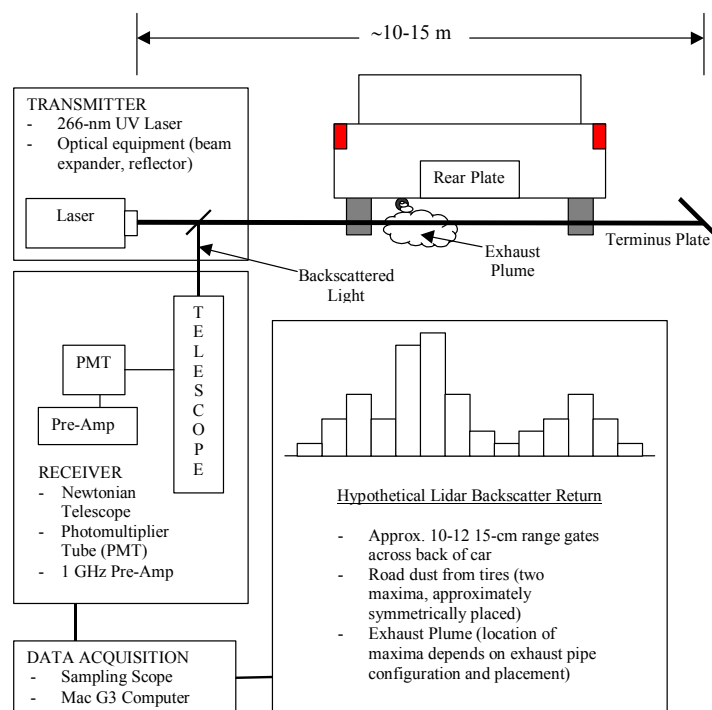 ~10-15 m
TRANSMITTER
- 266-nm UV Laser
- Optical equipment (beam
expander, reflector)
Laser
Rear Plate
Terminus Plate
Exhaust
Plume
Backscattered
Light
TELESCOPE
PMT
Pre-Amp
RECEIVER
- Newtonian
Telescope
- Photomultiplier
Tube (PMT)
- 1 GHz Pre-Amp
Hypothetical Lidar Backscatter Return
- Approx. 10-12 15-cm range gates
across back of car
- Road dust from tires (two
maxima, approximately
symmetrically placed)
- Exhaust Plume (location of
maxima depends on exhaust pipe
configuration and placement)
DATA ACQUISITION
- Sampling Scope
- Mac G3 Computer